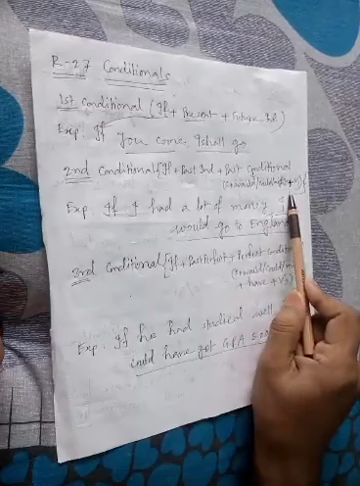 R-27 Conditionals
1st conditional (If + Present + Future Ind)
Exp: If you come, I shall go
2nd Conditional {If + Past Ind + Past Conditional
Exp If I had a lot of money, I
would go to England
3rd Conditional {If + Past Perfect + Perfect
+ have + V3)
Exp: If he had studied well
could have got GPA 5.00